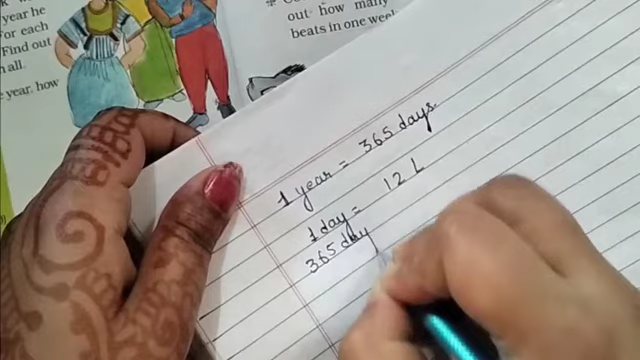 year he
For each
Find out
n all.
e year, how
out how many
beats in one week
1 year = 365 days.
1 day = 12 L
365 day